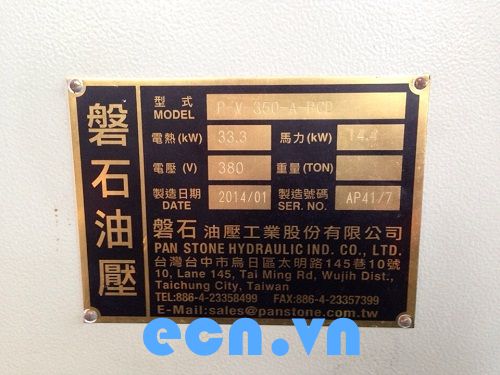 磐石油壓
型式 MODEL P-V-350-A-PCD
電熱(kW) 33.3 馬力(kW) 14.4
電壓(V) 380 重量(TON)
製造日期 DATE 2014/01 製造號碼 SER. NO. AP41/7
磐石 油壓工業股份有限公司
PAN STONE HYDRAULIC IND. CO., LTD.
台灣台中市烏日區太明路145巷10號
10, Lane 145, Tai Ming Rd, Wujih Dist.,
Taichung City, Taiwan
TEL:886-4-23358499 FAX:886-4-23357399
E-Mail:sales@panstone.com.tw
ecn.vn